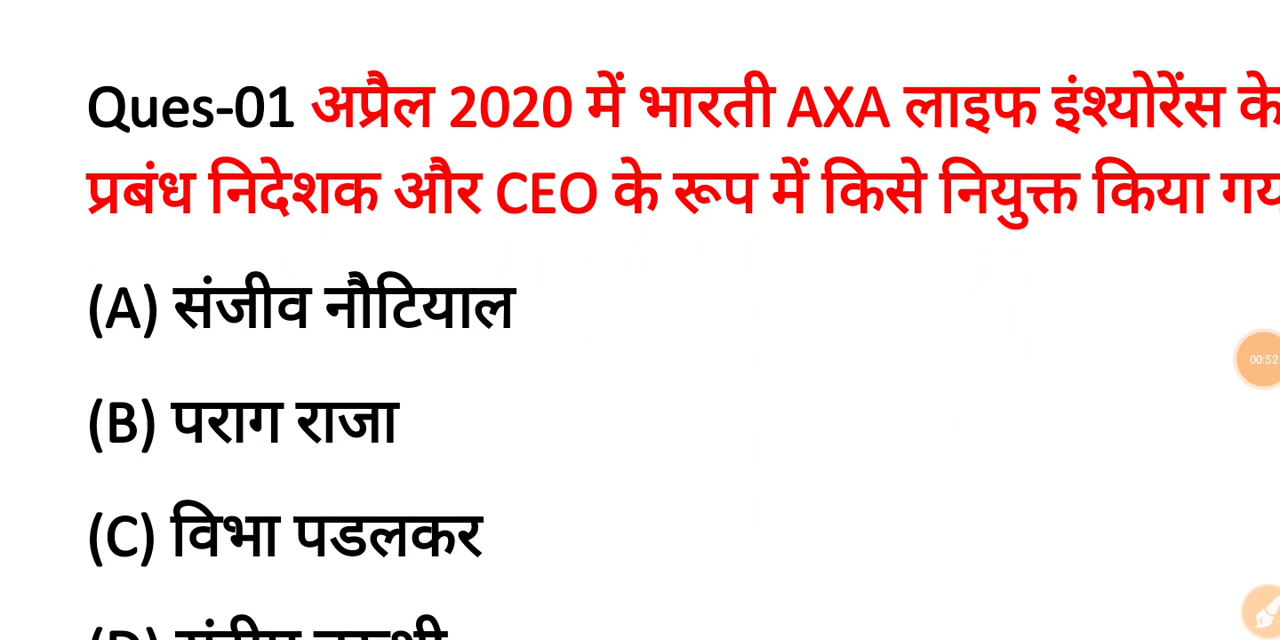 Ques-01 अप्रैल 2020 में भारती AXA लाइफ इंश्योरेंस के
प्रबंध निदेशक और CEO के रूप में किसे नियुक्त किया
(A) संजीव नौटियाल
(B) पराग राजा
00:52
(C) विभा पडलकर